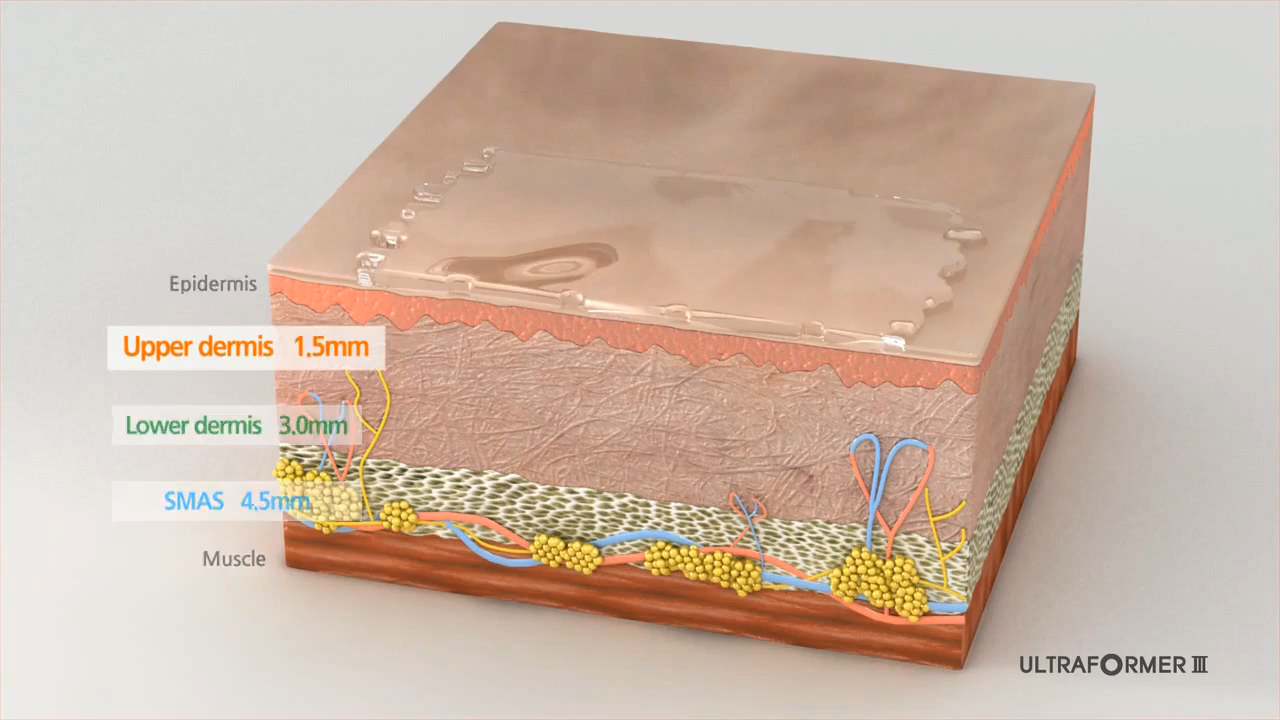 Epidermis
Upper dermis 1.5mm
Lower dermis 3.0mm
SMAS 4.5mm
Muscle
ULTRAFORMER III